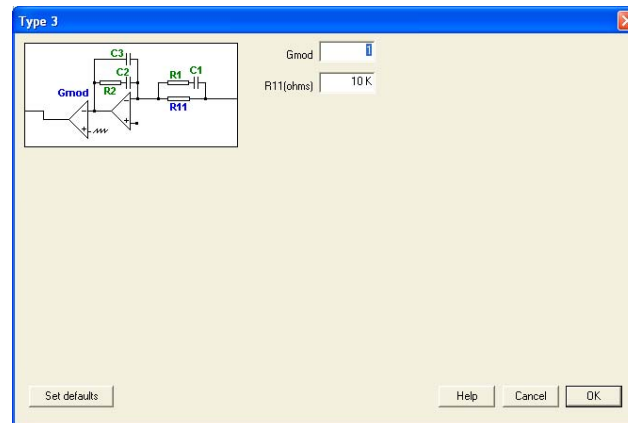 Type 3
C3
C2
R2
R1 C1
R11
Gmod
Gmod 1
R11(ohms) 10 K
Set defaults
Help Cancel OK